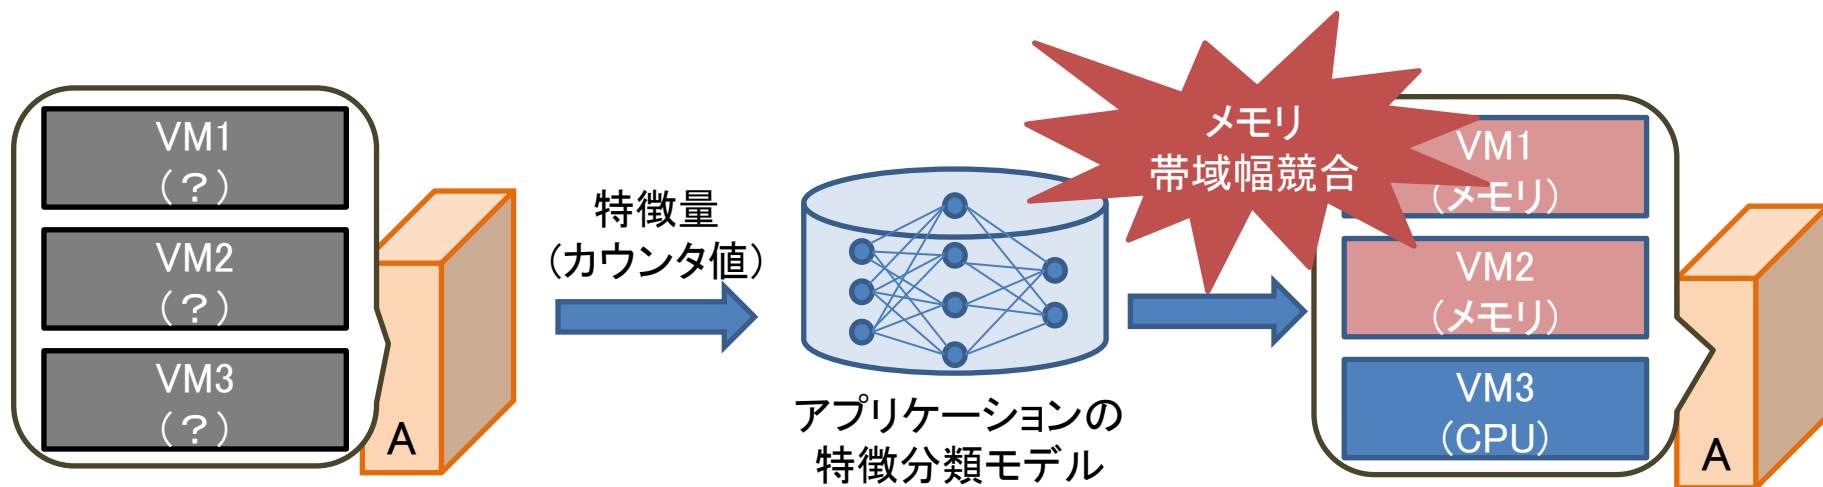 VM1
(？)
VM2
(？)
VM3
(？)
A
特徴量
(カウンタ値)
アプリケーションの
特徴分類モデル
メモリ
帯域幅競合
VM1
(メモリ)
VM2
(メモリ)
VM3
(CPU)
A